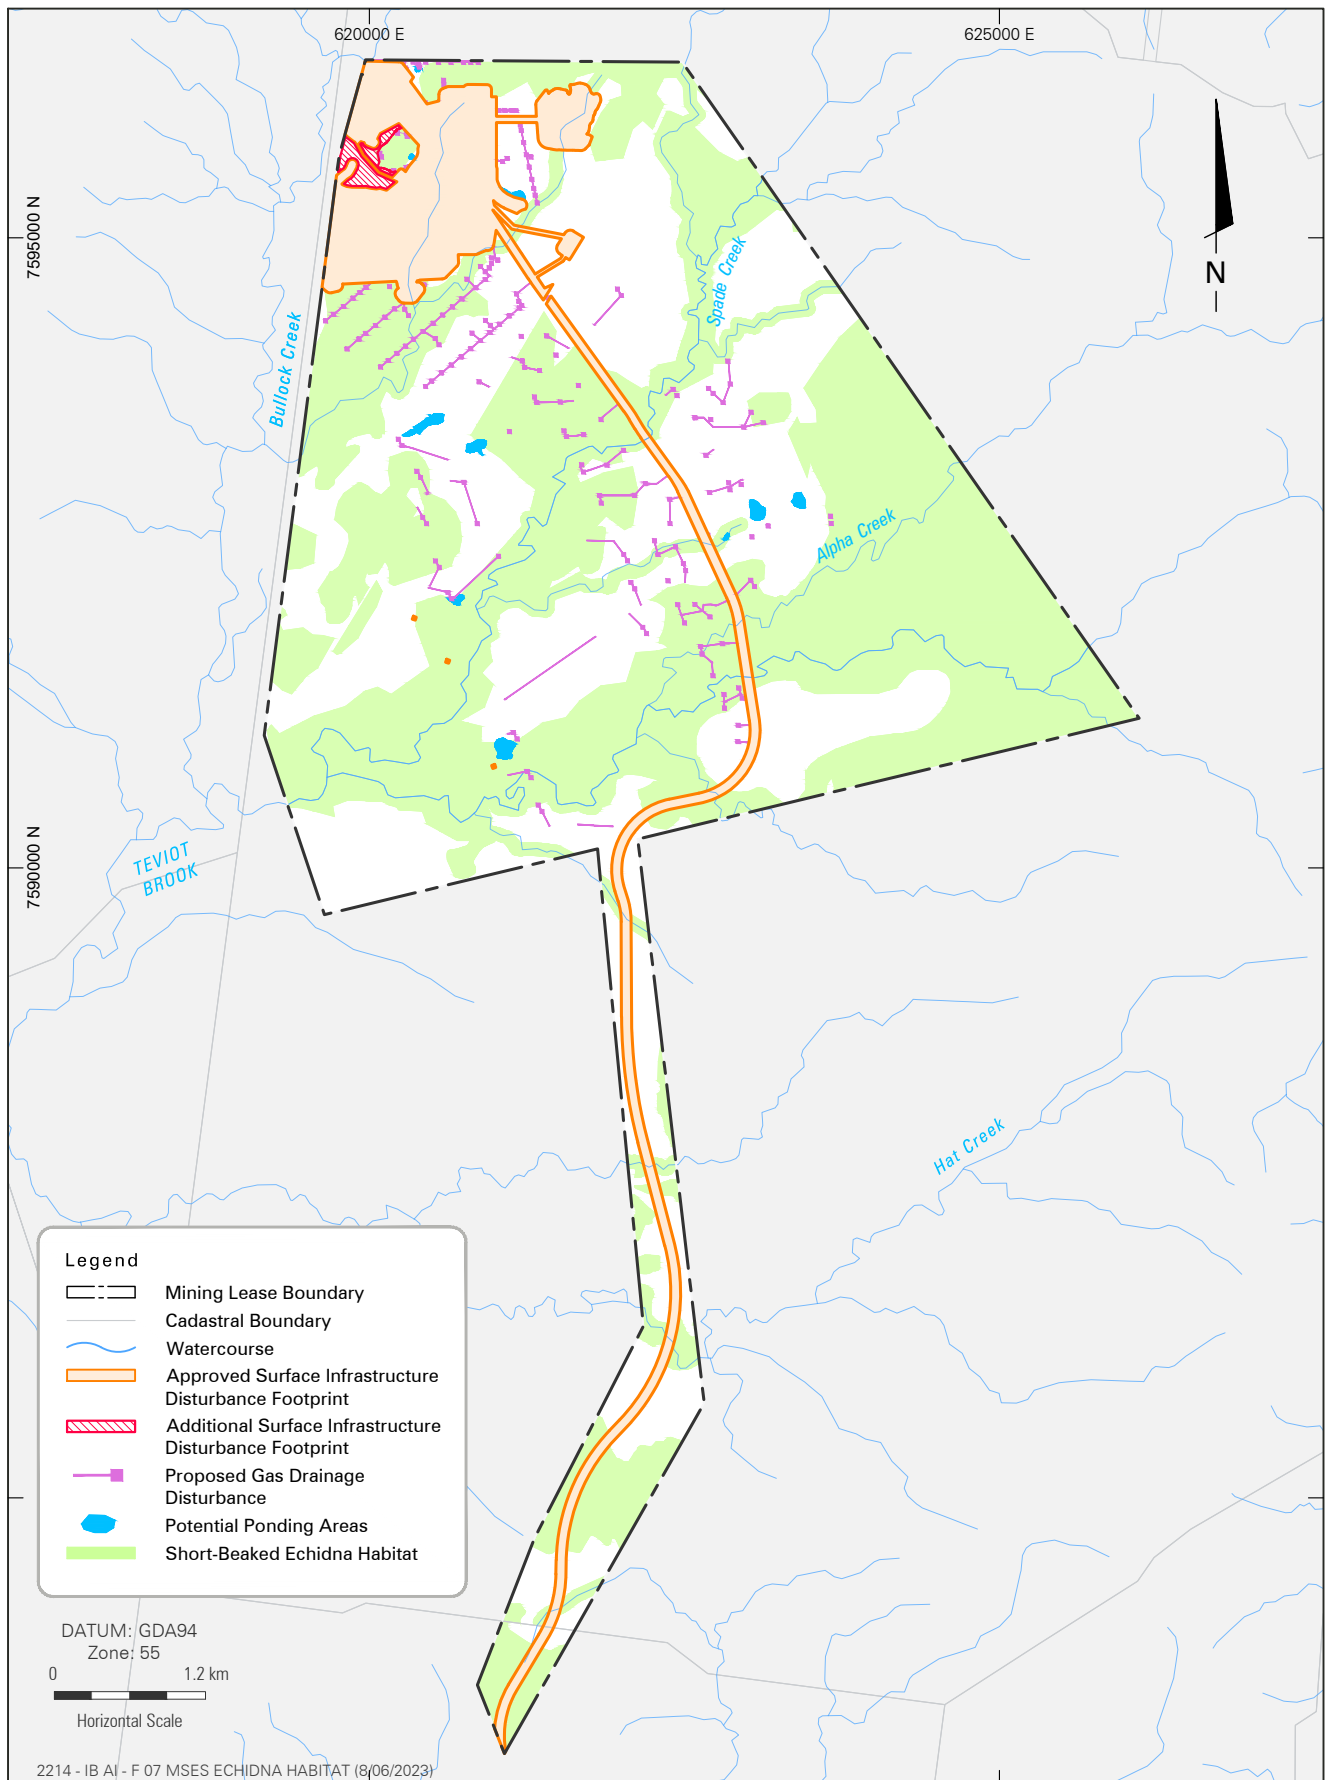 620000 E
625000 E
7595000 N
N
Spade Creek
Bullock Creek
Alpha Creek
TEVIOT
BROOK
7590000 N
Hat Creek
Legend
Mining Lease Boundary
Cadastral Boundary
Watercourse
Approved Surface Infrastructure
Disturbance Footprint
Additional Surface Infrastructure
Disturbance Footprint
Proposed Gas Drainage
Disturbance
Potential Ponding Areas
Short-Beaked Echidna Habitat
DATUM: GDA94
Zone: 55
0 1.2 km
Horizontal Scale
2214 - IB AI - F 07 MSES ECHIDNA HABITAT (8/06/2023)